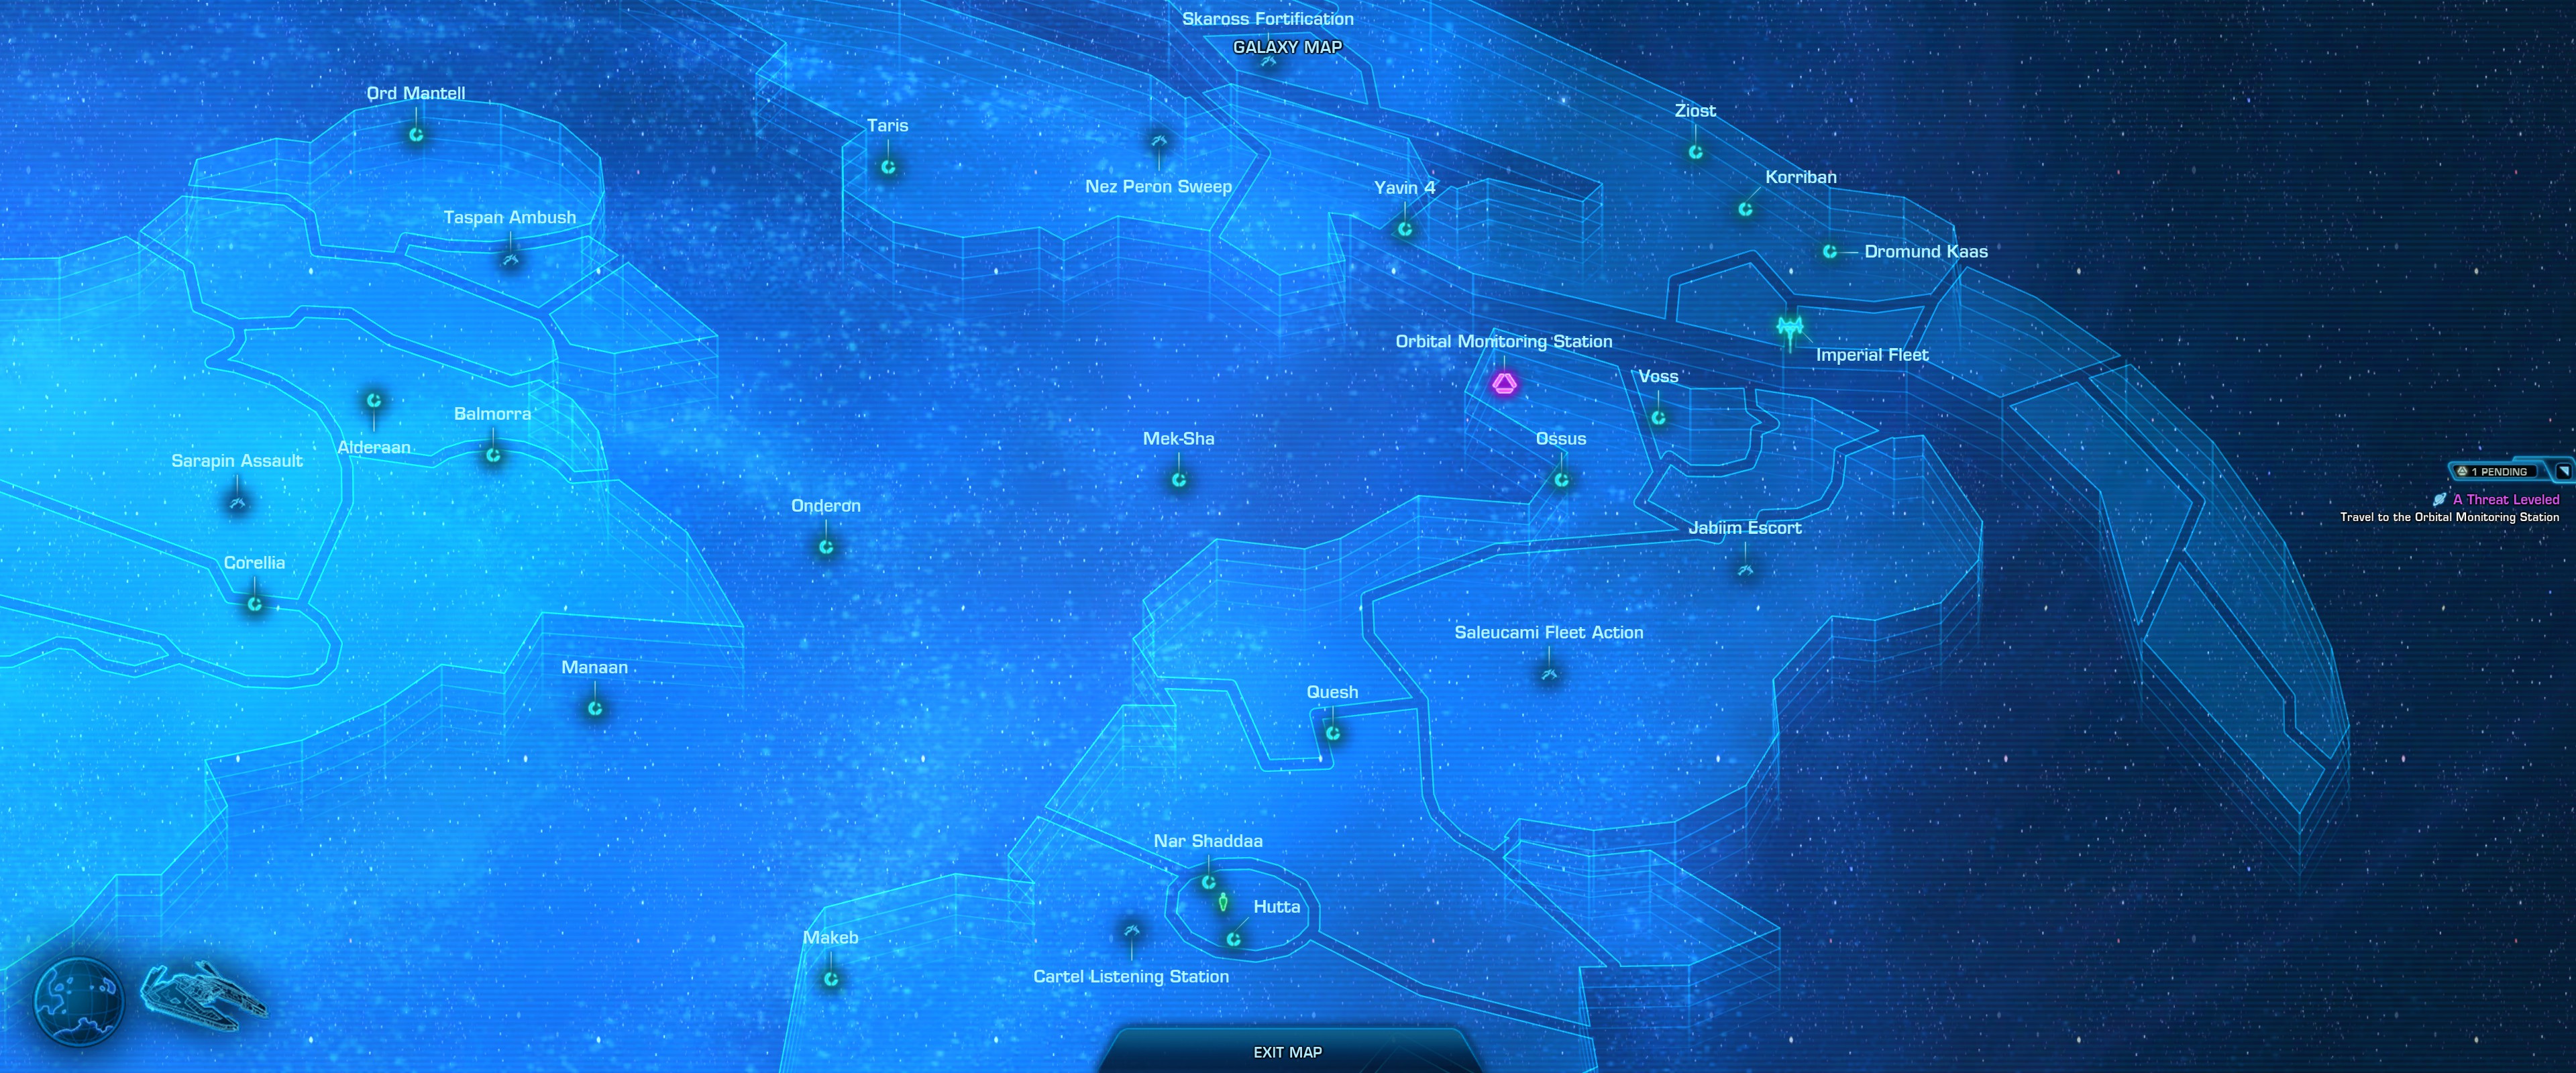 Skaross Fortification
GALAXY MAP
Ord Mantell
Ziost
Taris
Korriban
Nez Peron Sweep
Yavin 4
Taspan Ambush
Dromund Kaas
Orbital Monitoring Station
Imperial Fleet
Voss
Balmorra
Mek-Sha
Ossus
Alderaan
Sarapin Assault
1 PENDING
A Threat Leveled
Travel to the Orbital Monitoring Station
Onderon
Jabiim Escort
Corellia
Saleucami Fleet Action
Manaan
Quesh
Nar Shaddaa
Hutta
Makeb
Cartel Listening Station
EXIT MAP